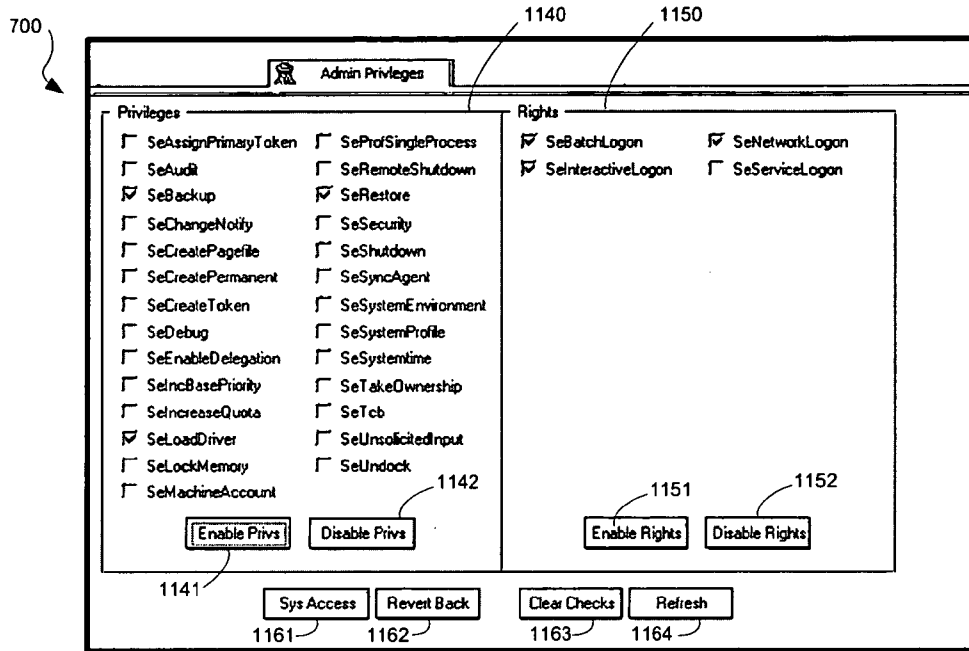 700
1140
1150
Admin Privileges
Privileges
Rights
SeAssignPrimaryToken
SeProfSingleProcess
SeAudit
SeRemoteShutdown
SeBackup
SeRestore
SeChangeNotify
SeSecurity
SeCreatePagefile
SeShutdown
SeCreatePermanent
SeSyncAgent
SeCreateToken
SeSystemEnvironment
SeDebug
SeSystemProfile
SeEnableDelegation
SeSystemtime
SeIncBasePriority
SeTakeOwnership
SeIncreaseQuota
SeTcb
SeLoadDriver
SeUnsolicitedInput
SeLockMemory
SeUndock
SeMachineAccount
SeBatchLogon
SeNetworkLogon
SeInteractiveLogon
SeServiceLogon
1142
1151
1152
Enable Privs
Disable Privs
Enable Rights
Disable Rights
1141
Sys Access
Revert Back
Clear Checks
Refresh
1161
1162
1163
1164